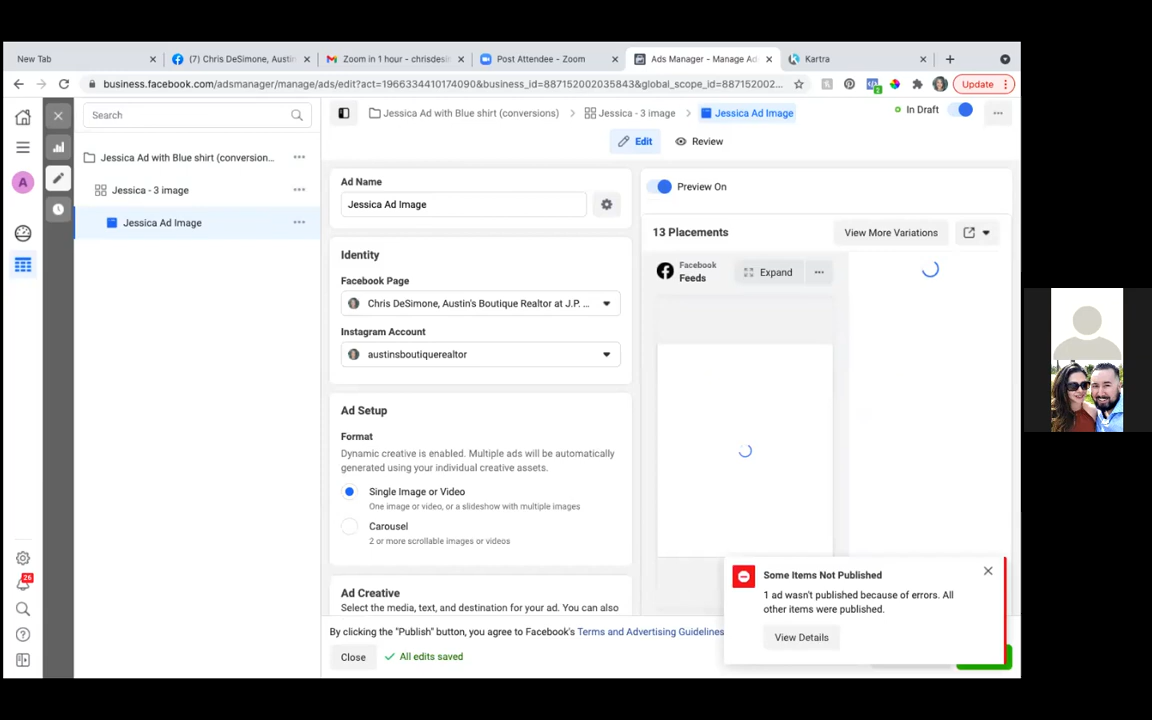 New Tab
(7) Chris DeSimone, Austin
Zoom in 1 hour - chrisdesi
Post Attendee - Zoom
Ads Manager - Manage Ad
Kartra
business.facebook.com/adsmanager/manage/ads/edit?act=1966334410174090&business_id=887152002035843&global_scope_id=8871520020...
Update
Search
Jessica Ad with Blue shirt (conversions)
Jessica - 3 image
Jessica Ad Image
In Draft
Edit
Review
A
Jessica Ad with Blue shirt (conversion...
Jessica - 3 image
Jessica Ad Image
Ad Name
Jessica Ad Image
Identity
Facebook Page
Chris DeSimone, Austin's Boutique Realtor at J.P. ...
Instagram Account
austinsboutiquerealtor
Ad Setup
Format
Dynamic creative is enabled. Multiple ads will be automatically
generated using your individual creative assets.
Single Image or Video
One image or video, or a slideshow with multiple images
Carousel
2 or more scrollable images or videos
Ad Creative
Select the media, text, and destination for your ad. You can also
Preview On
13 Placements
View More Variations
Facebook
Feeds
Expand
Some Items Not Published
1 ad wasn't published because of errors. All
other items were published.
View Details
By clicking the "Publish" button, you agree to Facebook's Terms and Advertising Guidelines
Close
All edits saved
26